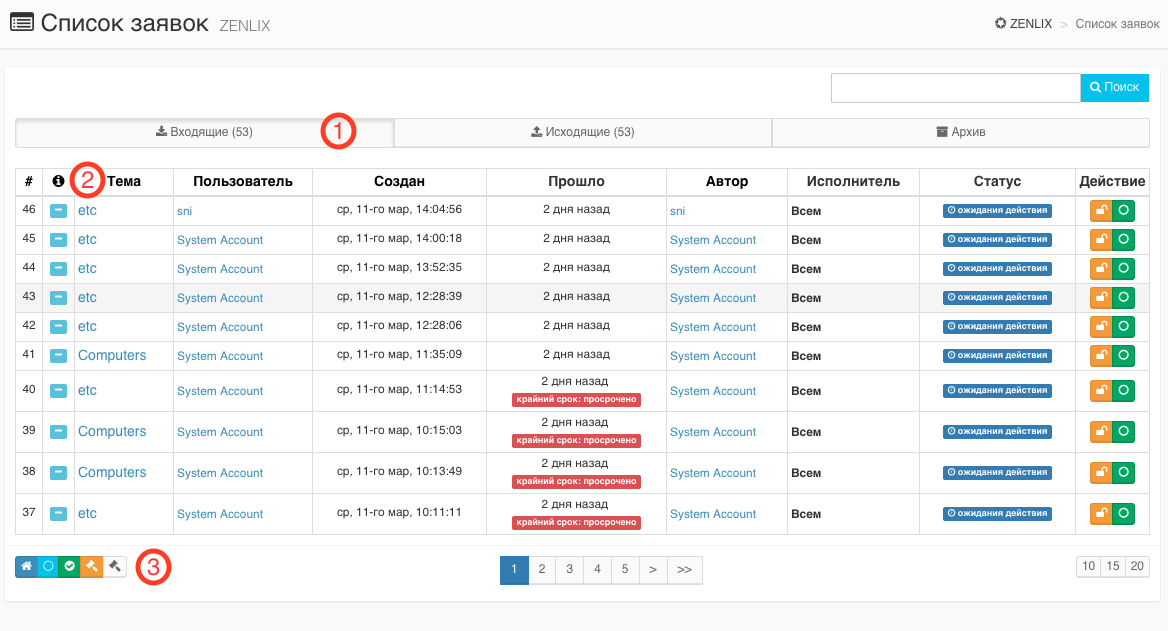 Список заявок ZENLIX
ZENLIX > Список заявок
Поиск
Входящие (53) 1
Исходящие (53)
Архив
# 2 Тема Пользователь Создан Прошло Автор Исполнитель Статус Действие
46 etc sni ср, 11-го мар, 14:04:56 2 дня назад sni Всем ожидания действия
45 etc System Account ср, 11-го мар, 14:00:18 2 дня назад System Account Всем ожидания действия
44 etc System Account ср, 11-го мар, 13:52:35 2 дня назад System Account Всем ожидания действия
43 etc System Account ср, 11-го мар, 12:28:39 2 дня назад System Account Всем ожидания действия
42 etc System Account ср, 11-го мар, 12:28:06 2 дня назад System Account Всем ожидания действия
41 Computers System Account ср, 11-го мар, 11:35:09 2 дня назад System Account Всем ожидания действия
40 etc System Account ср, 11-го мар, 11:14:53 2 дня назад System Account Всем ожидания действия
крайний срок: просрочено
39 Computers System Account ср, 11-го мар, 10:15:03 2 дня назад System Account Всем ожидания действия
крайний срок: просрочено
38 Computers System Account ср, 11-го мар, 10:13:49 2 дня назад System Account Всем ожидания действия
крайний срок: просрочено
37 etc System Account ср, 11-го мар, 10:11:11 2 дня назад System Account Всем ожидания действия
крайний срок: просрочено
3
1 2 3 4 5 > >>
10 15 20